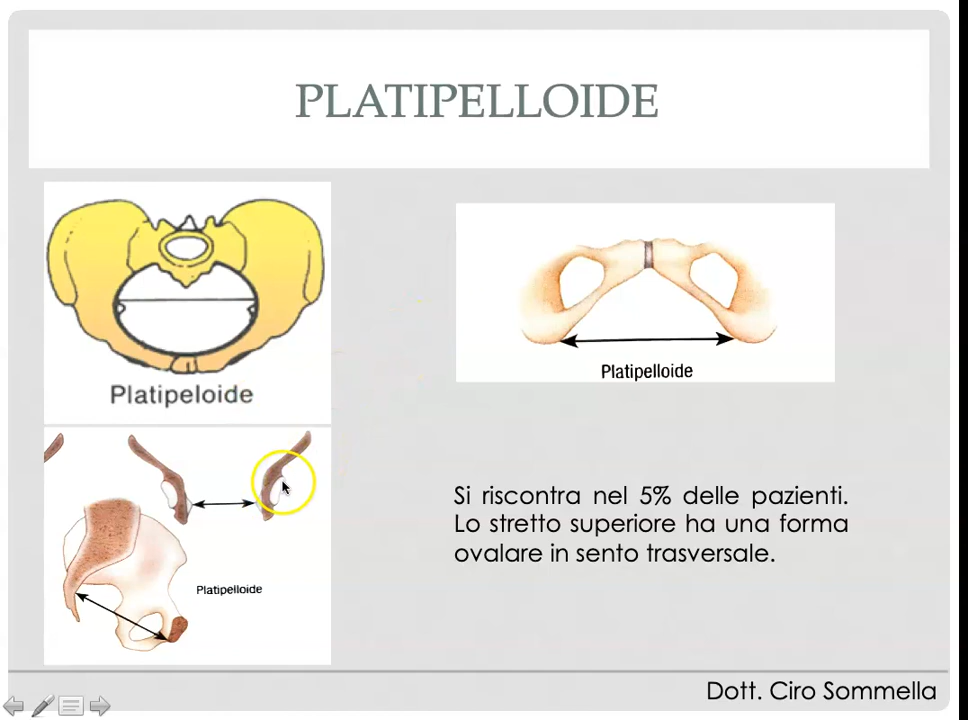 PLATIPELLOIDE
Platipeloide
Platipelloide
Platipelloide
Si riscontra nel 5% delle pazienti.
Lo stretto superiore ha una forma
ovalare in sento trasversale.
Dott. Ciro Sommella